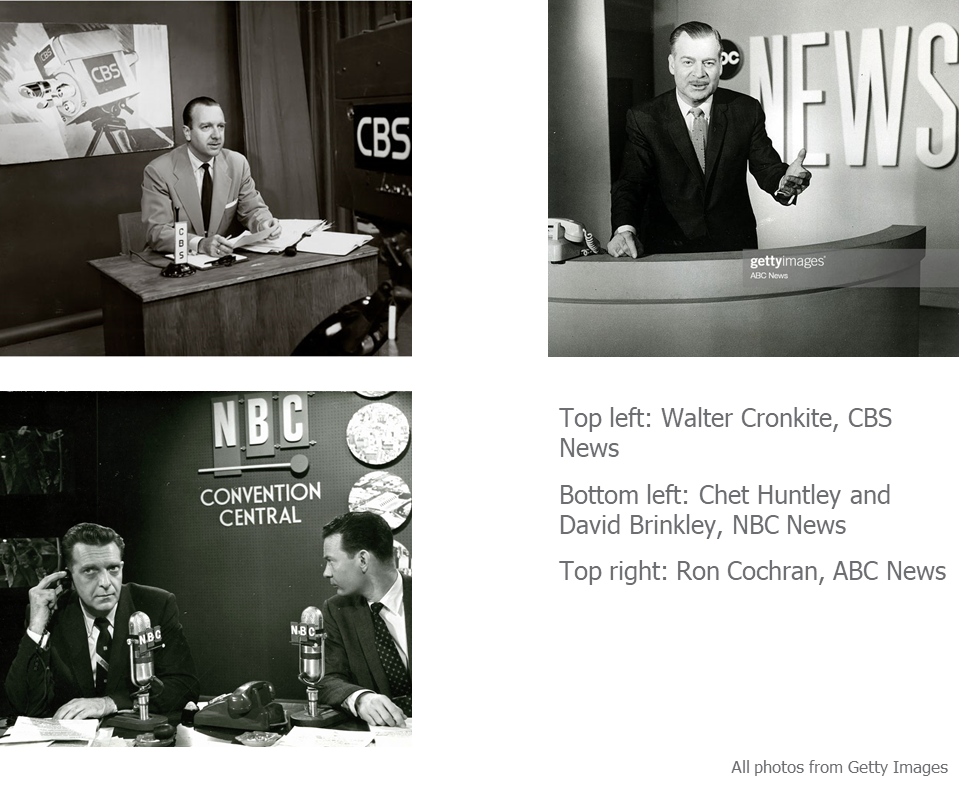 CBS
CBS
CBS
C
B
S
abc
NEWS
gettyimages®
ABC News
NBC
CONVENTION
CENTRAL
NBC
NBC
Top left: Walter Cronkite, CBS
News
Bottom left: Chet Huntley and
David Brinkley, NBC News
Top right: Ron Cochran, ABC News
All photos from Getty Images